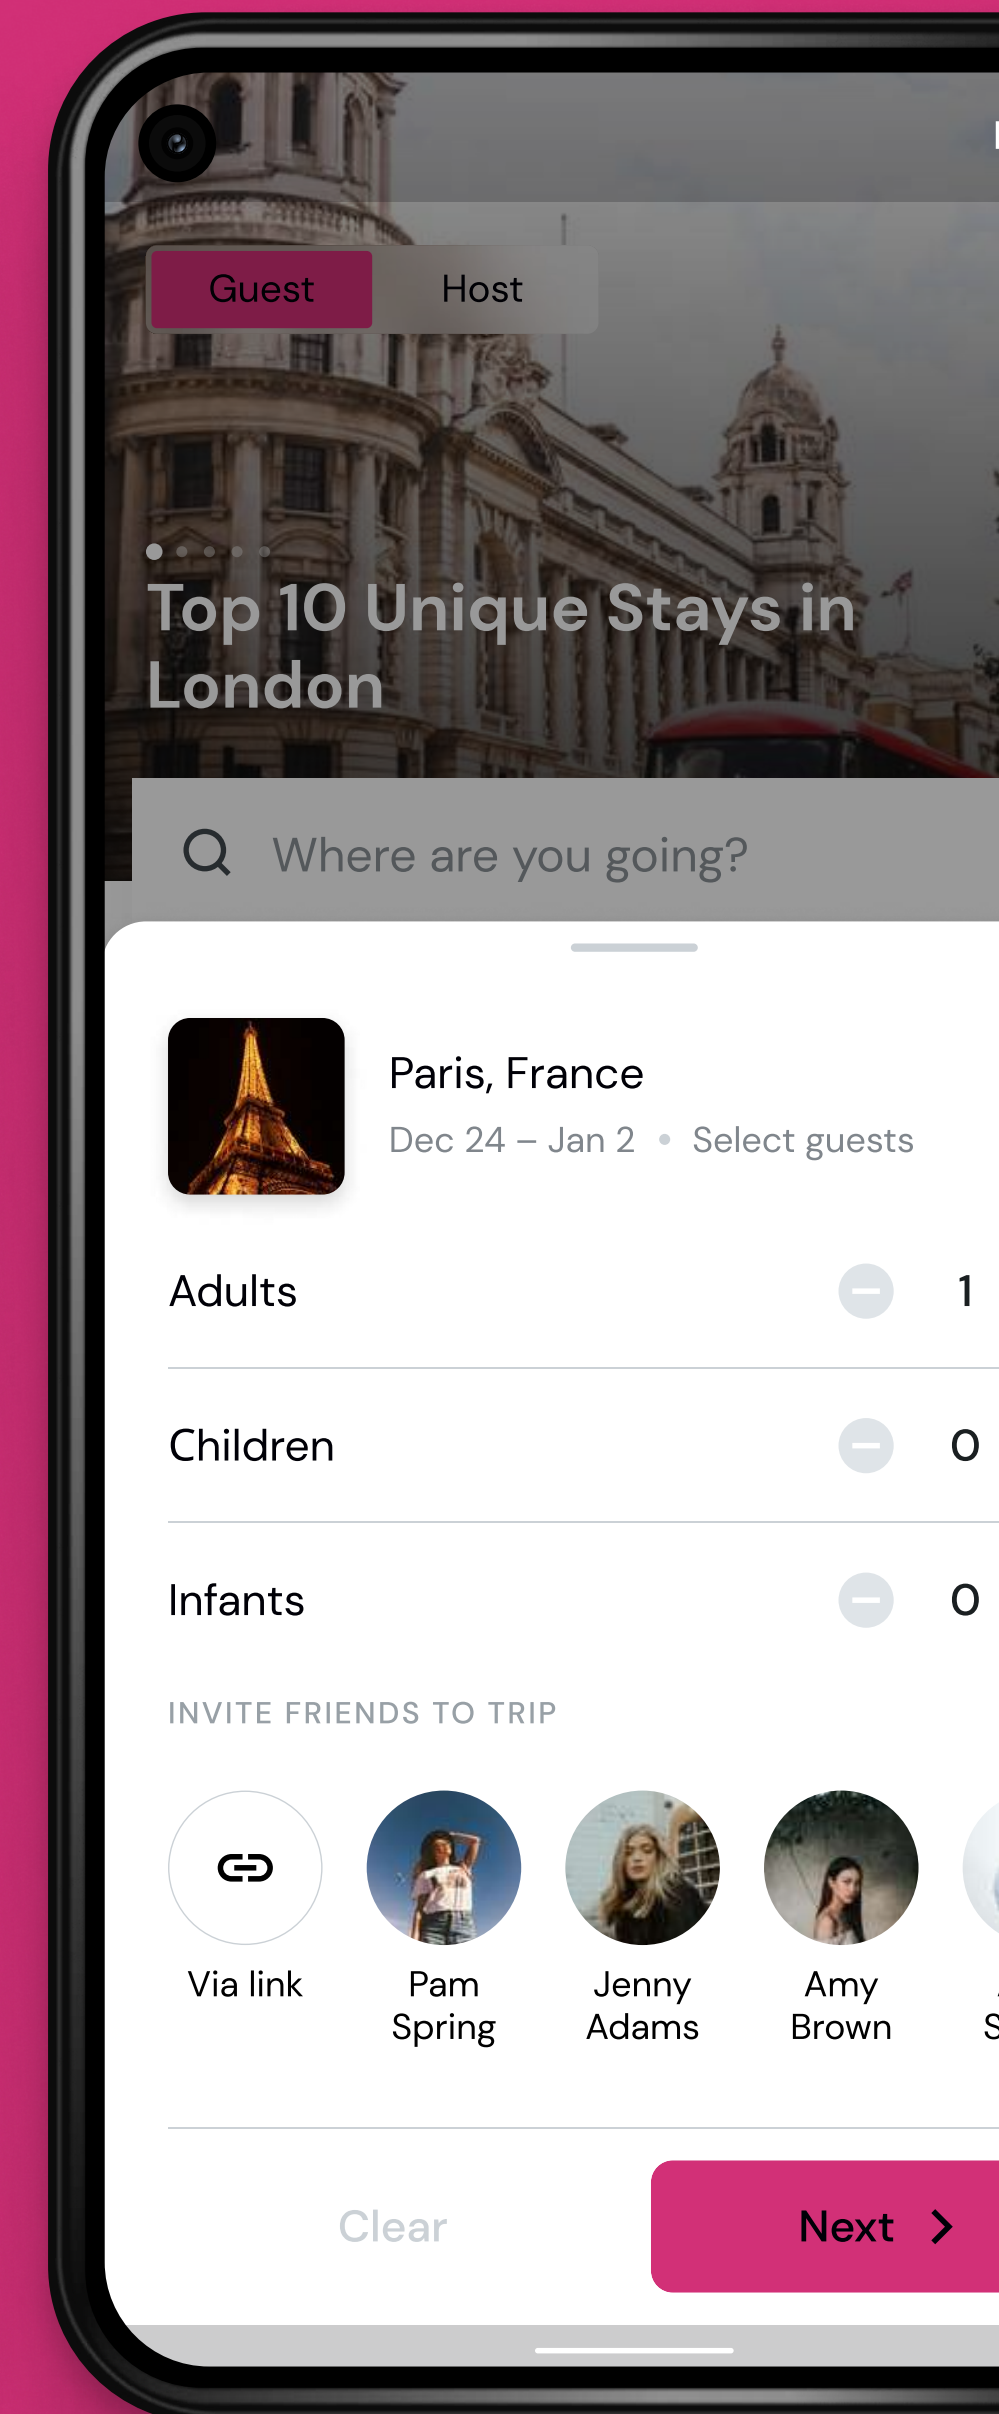 Guest Host
Top 10 Unique Stays in
London
Where are you going?
Paris, France
Dec 24 – Jan 2 • Select guests
Adults 1
Children 0
Infants 0
INVITE FRIENDS TO TRIP
Via link
Pam
Spring
Jenny
Adams
Amy
Brown
Clear
Next